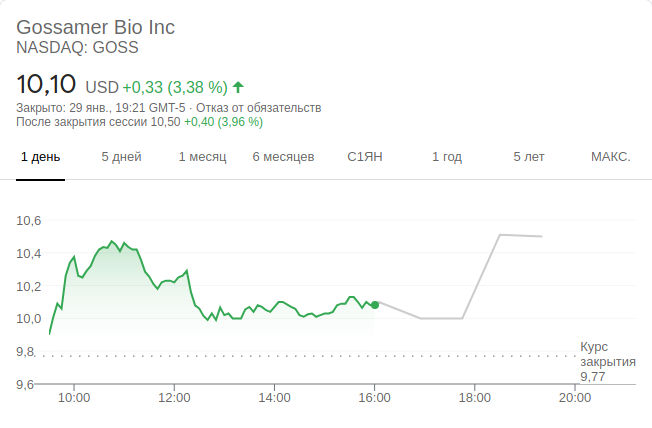 Gossamer Bio Inc
NASDAQ: GOSS
10,10 USD +0,33 (3,38 %)
Закрыто: 29 янв., 19:21 GMT-5 · Отказ от обязательств
После закрытия сессии 10,50 +0,40 (3,96 %)
1 день 5 дней 1 месяц 6 месяцев С1ЯН 1 год 5 лет МАКС.
10,6
10,4
10,2
10,0
9,8
9,6
Курс
закрытия
9,77
10:00 12:00 14:00 16:00 18:00 20:00